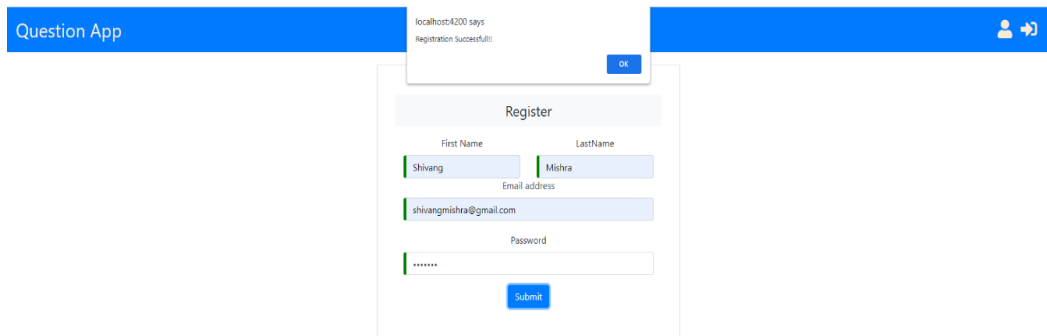 localhost:4200 says
Registration Successfull!!
OK
Question App
Register
First Name LastName
Shivang Mishra
Email address
shivangmishra@gmail.com
Password
•••••••
Submit